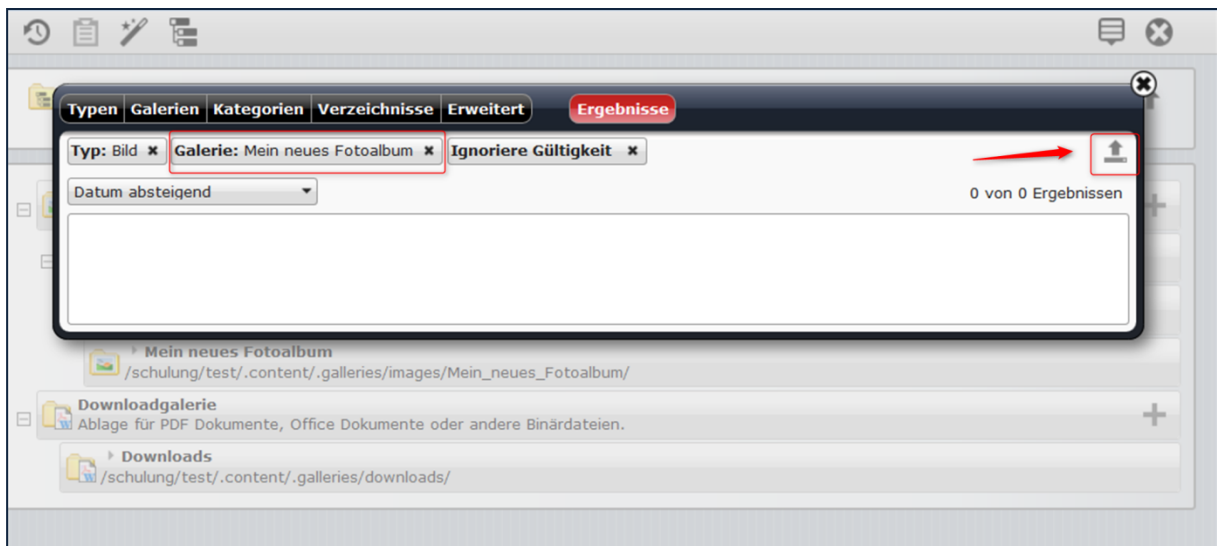 Typen Galerien Kategorien Verzeichnisse Erweitert Ergebnisse
Typ: Bild Galerie: Mein neues Fotoalbum Ignoriere Gültigkeit
Datum absteigend 0 von 0 Ergebnissen
Mein neues Fotoalbum
/schulung/test/.content/.galleries/images/Mein_neues_Fotoalbum/
Downloadgalerie
Ablage für PDF Dokumente, Office Dokumente oder andere Binärdateien.
Downloads
/schulung/test/.content/.galleries/downloads/